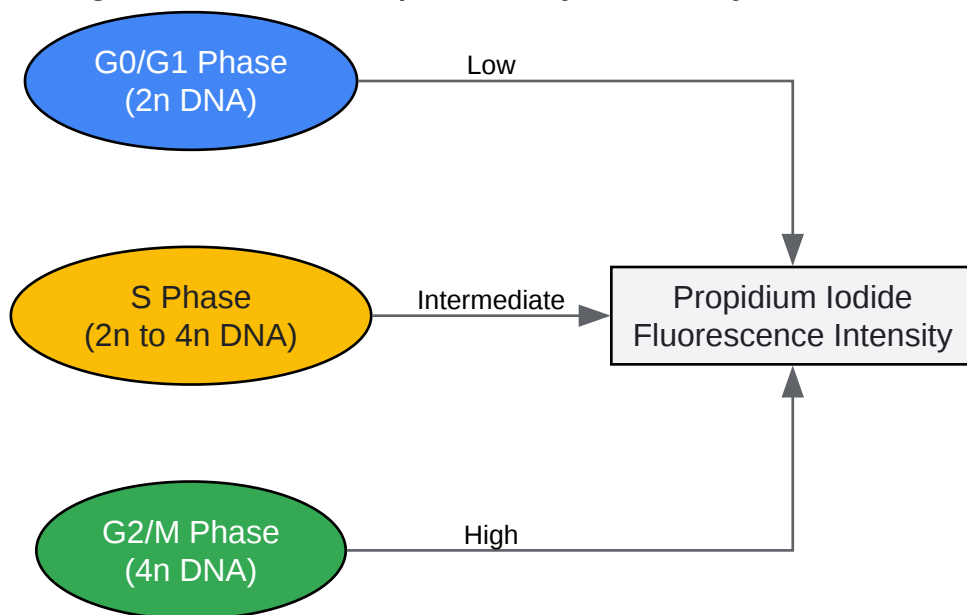 G0/G1 Phase
(2n DNA)
Low
S Phase
(2n to 4n DNA)
Intermediate
Propidium Iodide
Fluorescence Intensity
G2/M Phase
(4n DNA)
High